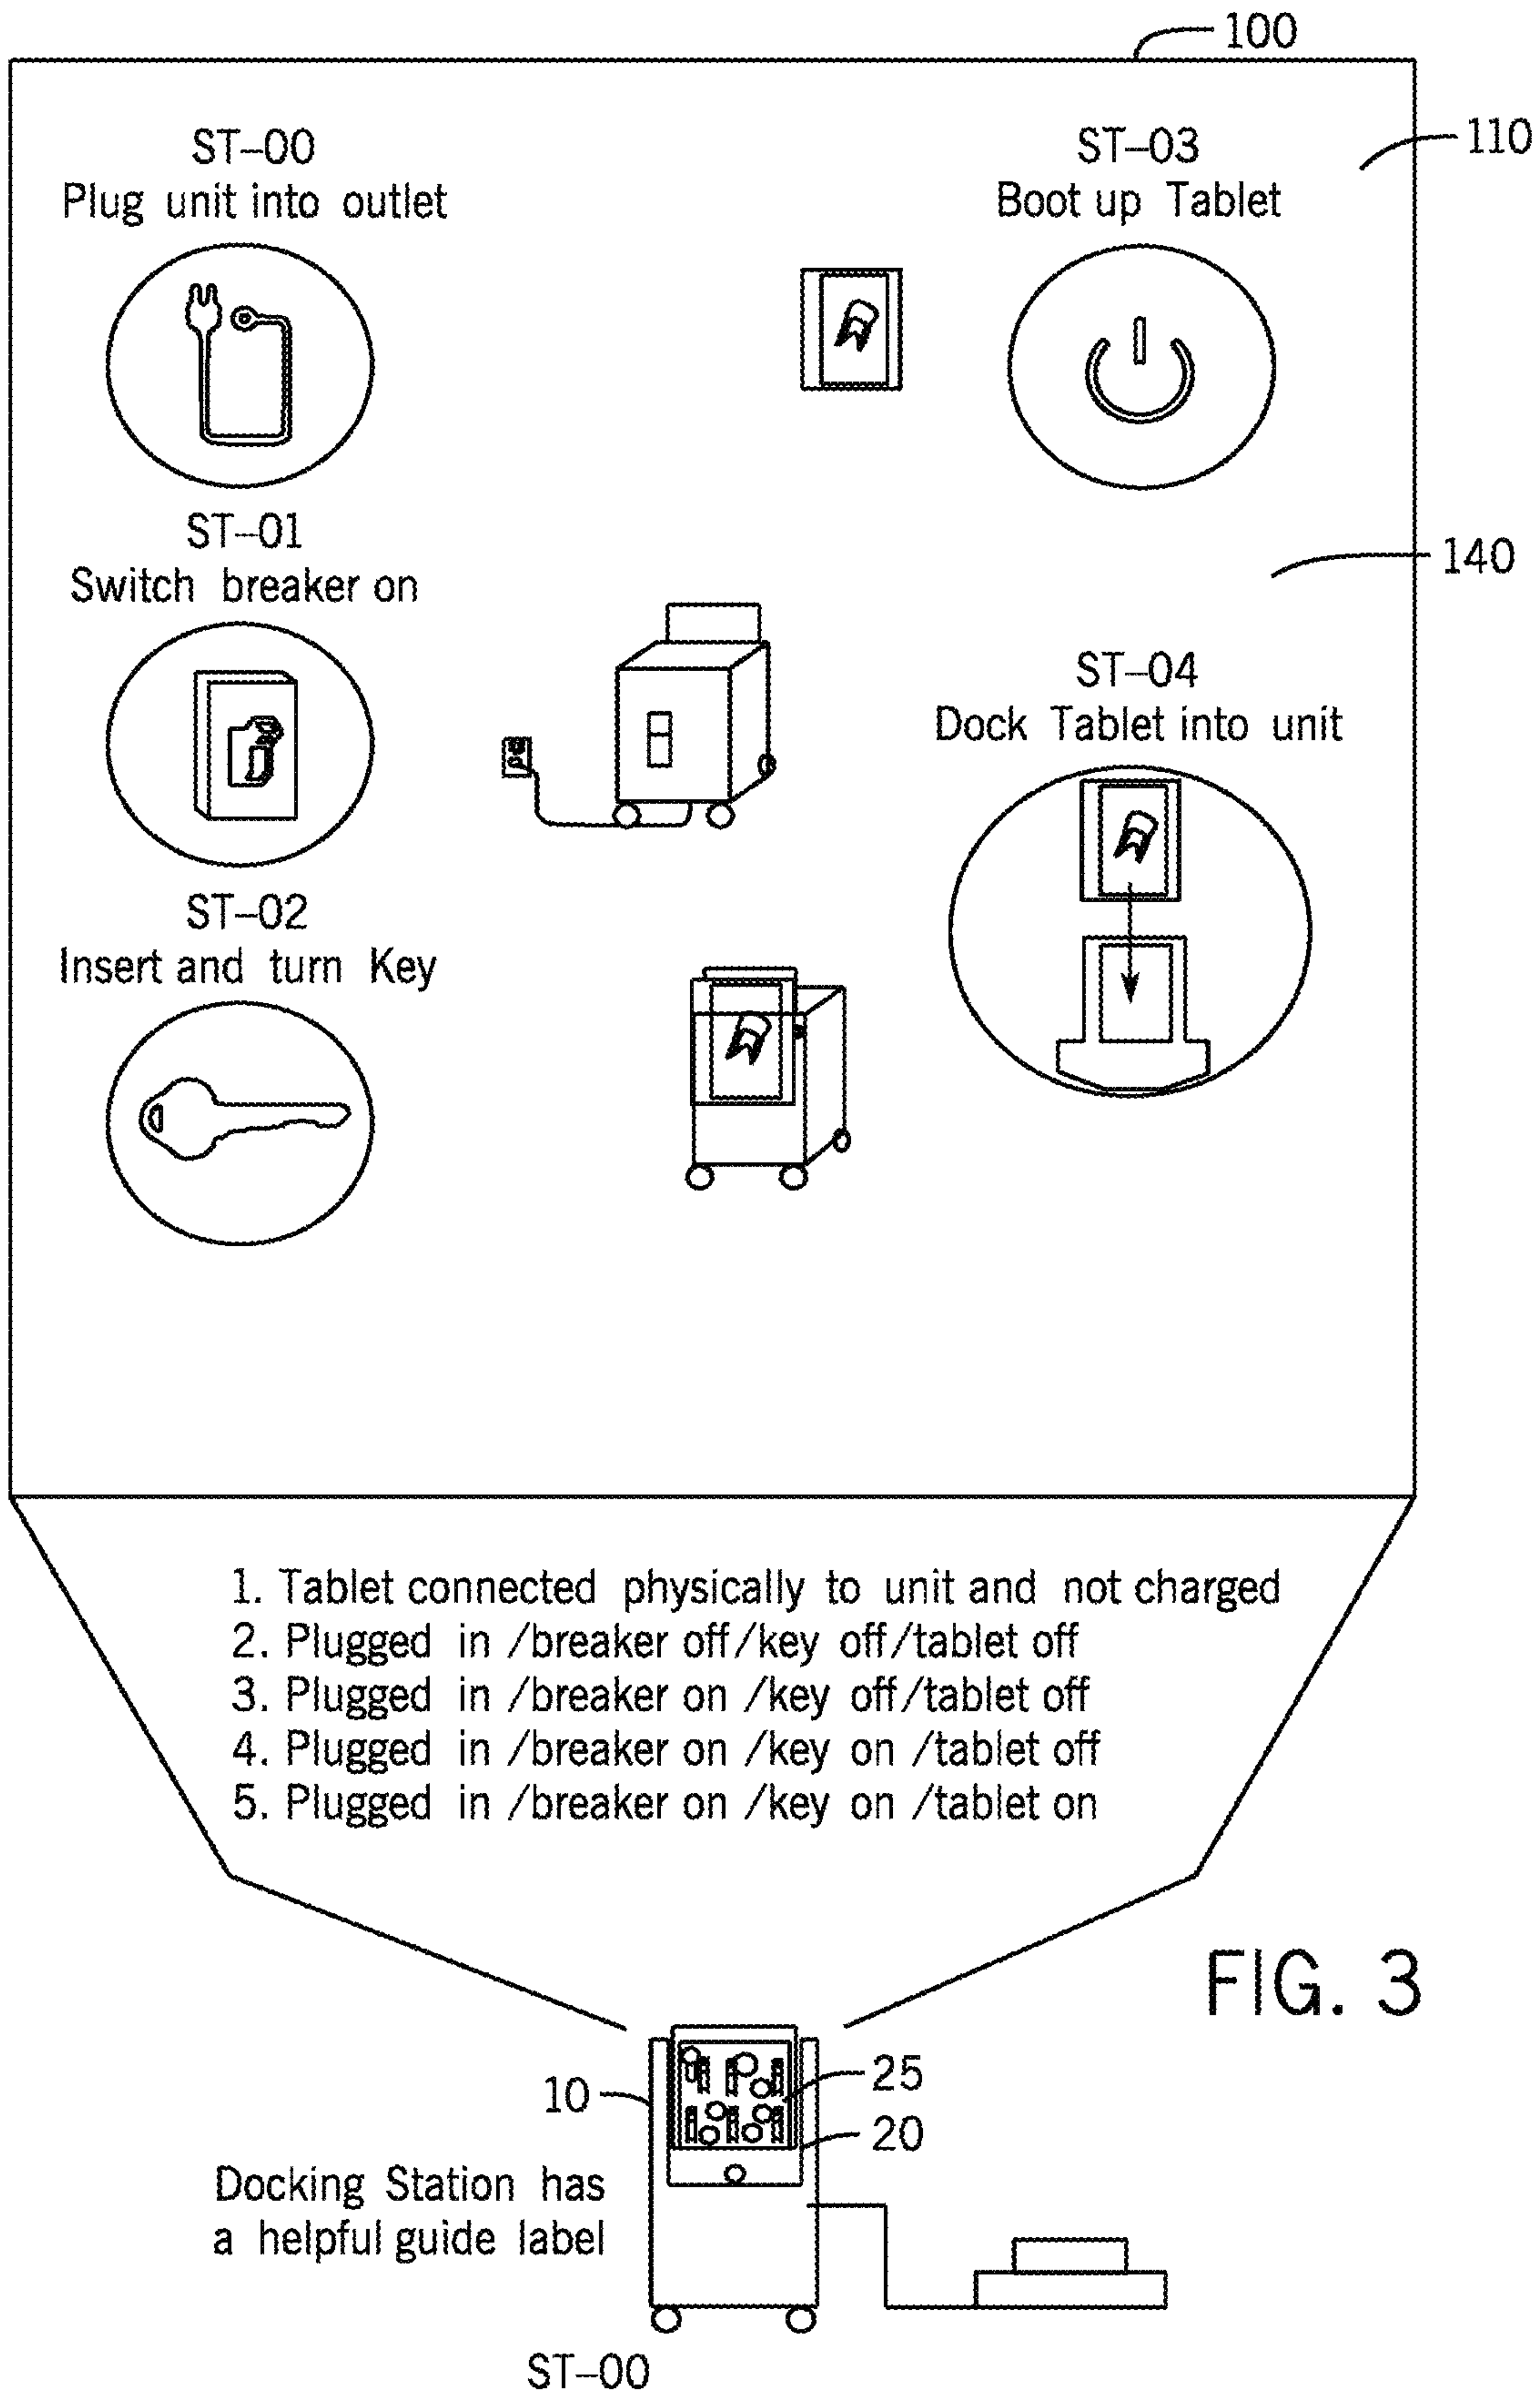 100
110
ST-00
Plug unit into outlet
ST-03
Boot up Tablet
ST-01
Switch breaker on
140
ST-04
Dock Tablet into unit
ST-02
Insert and turn Key
1. Tablet connected physically to unit and not charged
2. Plugged in /breaker off/key off/tablet off
3. Plugged in /breaker on /key off/tablet off
4. Plugged in /breaker on /key on /tablet off
5. Plugged in /breaker on /key on /tablet on
FIG. 3
10
25
20
Docking Station has
a helpful guide label
ST-00